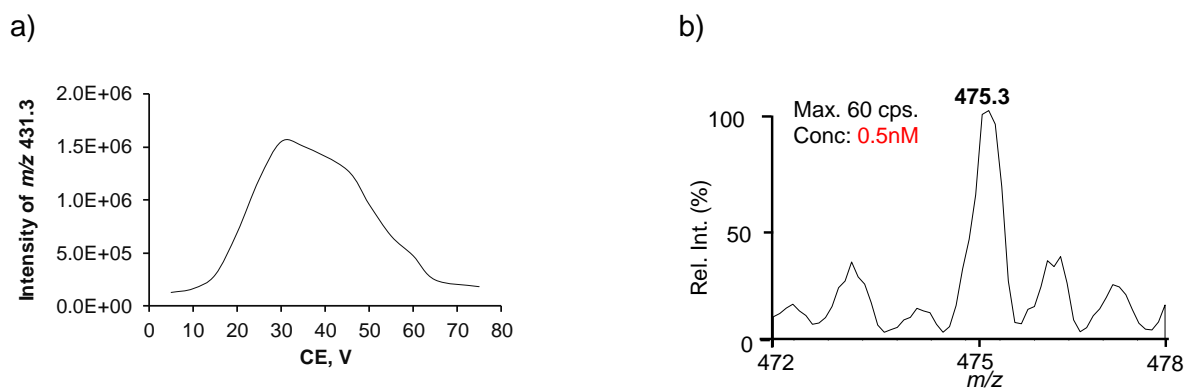 a)
2.0E+06
1.5E+06
1.0E+06
5.0E+05
0.0E+00
Intensity of m/z 431.3
0 10 20 30 40 50 60 70 80
CE, V
b)
475.3
Max. 60 cps.
Conc: 0.5nM
100
50
0
Rel. Int. (%)
472 475 478
m/z